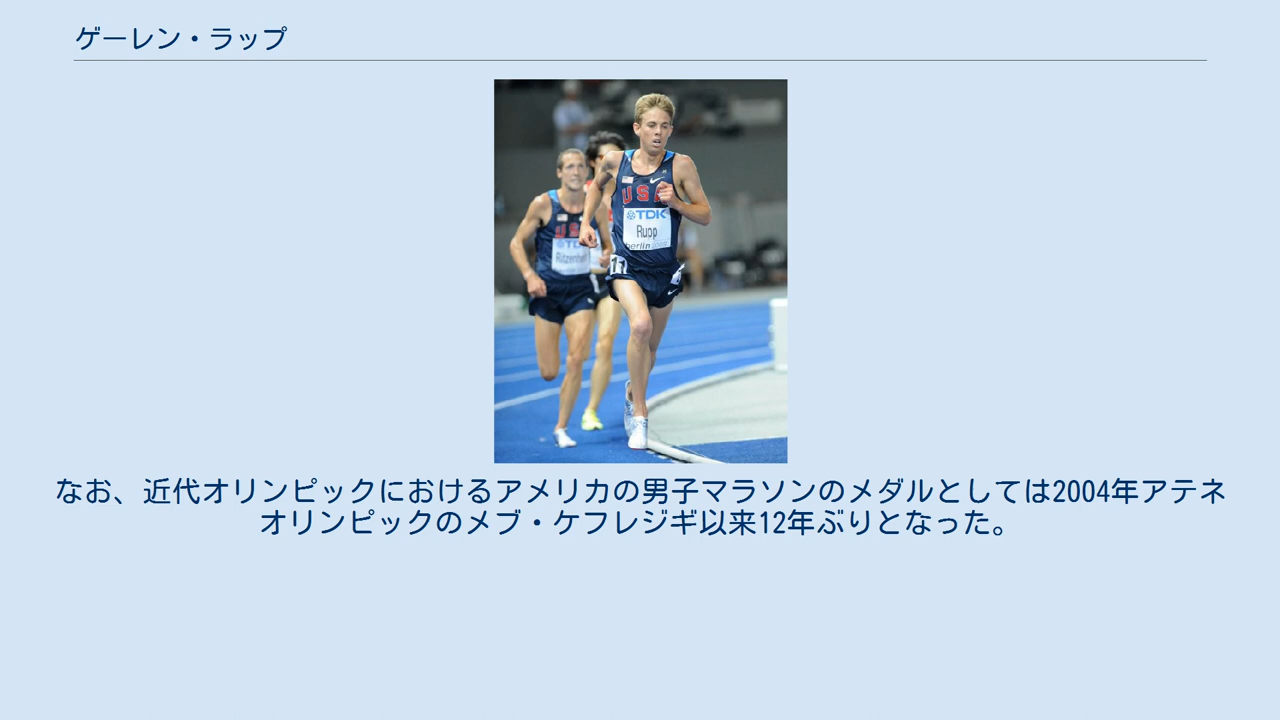 ゲーレン・ラップ
USA
TDK
Rupp
berlin
USA
TD
Ritzenhei
11
なお、近代オリンピックにおけるアメリカの男子マラソンのメダルとしては2004年アテネ
オリンピックのメブ・ケフレジギ以来12年ぶりとなった。